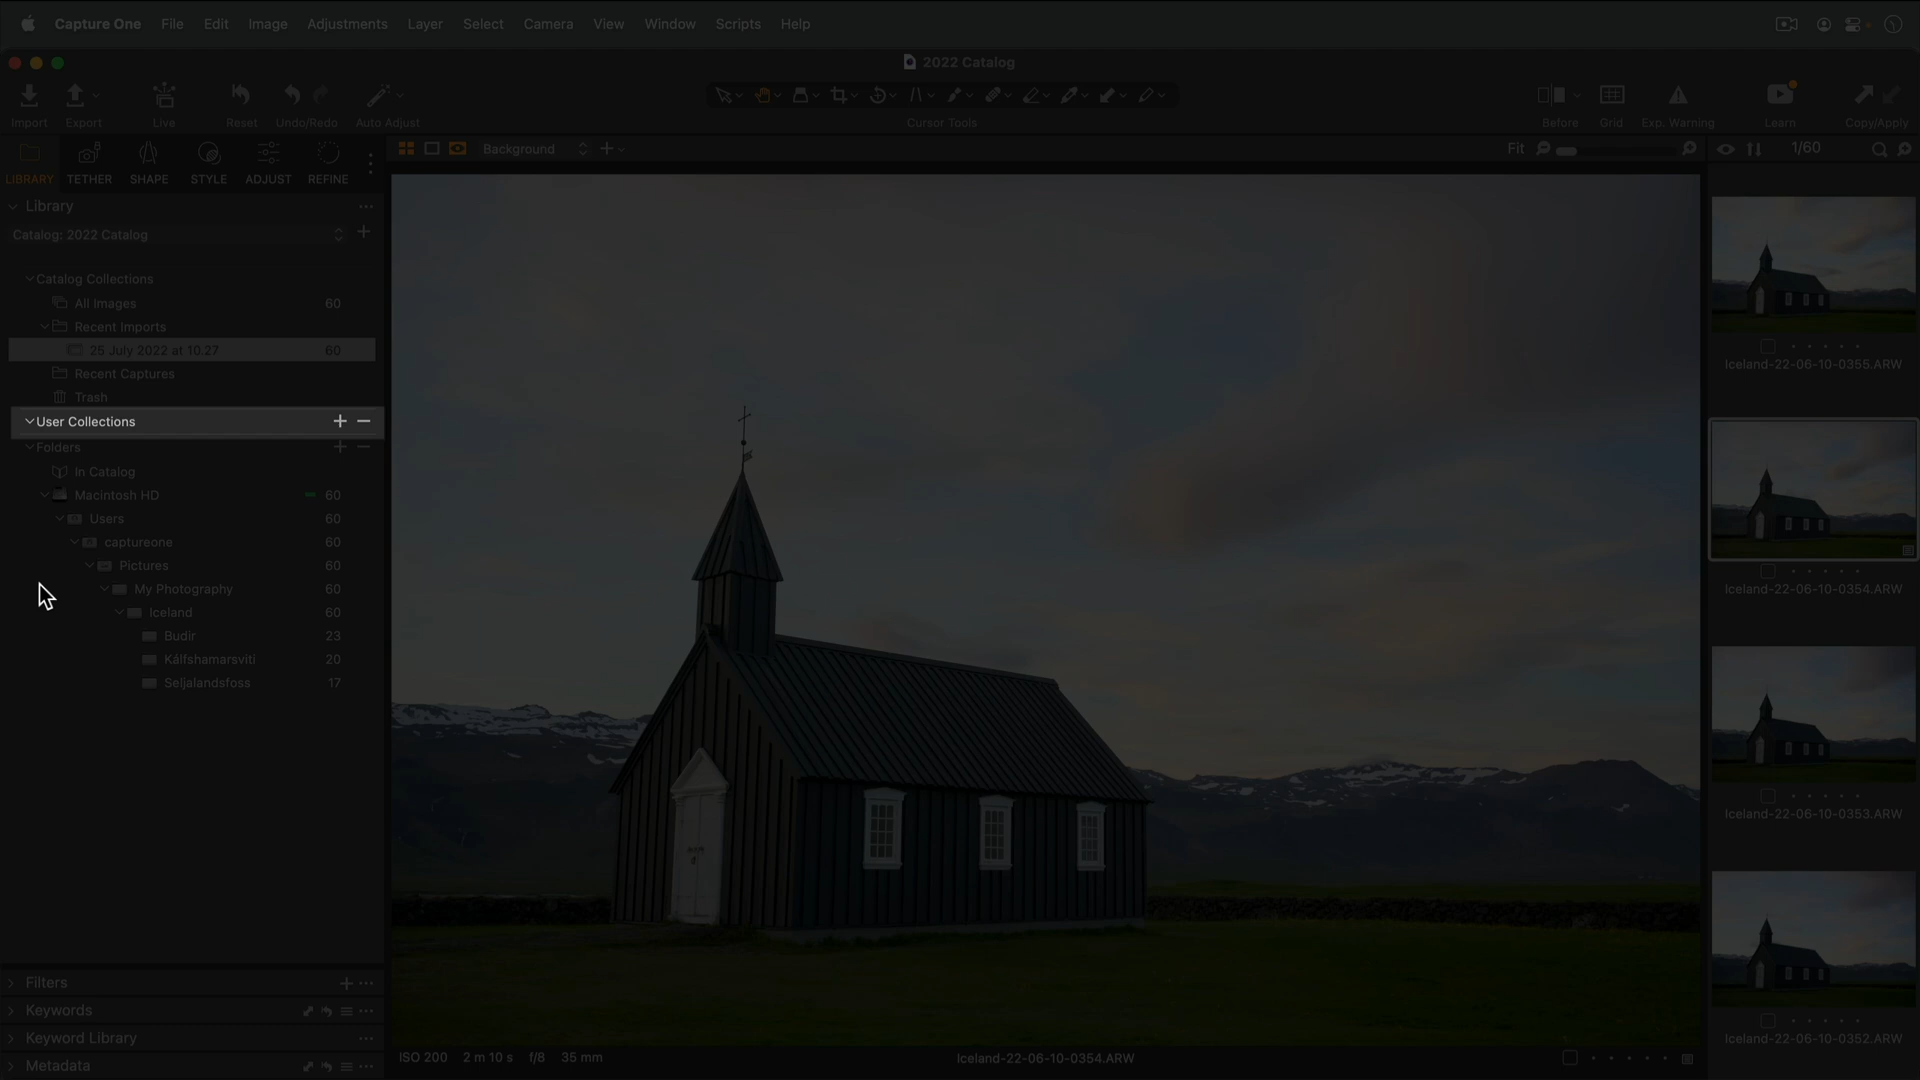 Capture One File Edit Image Adjustments Layer Select Camera View Window Scripts Help
2022 Catalog
Import Export Live Reset Undo/Redo Auto Adjust Cursor Tools Before Grid Exp. Warning Learn Copy/Apply
LIBRARY TETHER SHAPE STYLE ADJUST REFINE
Background Fit 1/60
Library
Catalog: 2022 Catalog
Catalog Collections
All Images 60
Recent Imports
25 July 2022 at 10.27 60
Recent Captures
Trash
User Collections
Folders
In Catalog
Macintosh HD 60
Users 60
captureone 60
Pictures 60
My Photography 60
Iceland 60
Budir 23
Kálfshamarsviti 20
Seljalandsfoss 17
Filters
Keywords
Keyword Library
Metadata
ISO 200 2 m 10 s f/8 35 mm
Iceland-22-06-10-0354.ARW
Iceland-22-06-10-0355.ARW
Iceland-22-06-10-0354.ARW
Iceland-22-06-10-0353.ARW
Iceland-22-06-10-0352.ARW